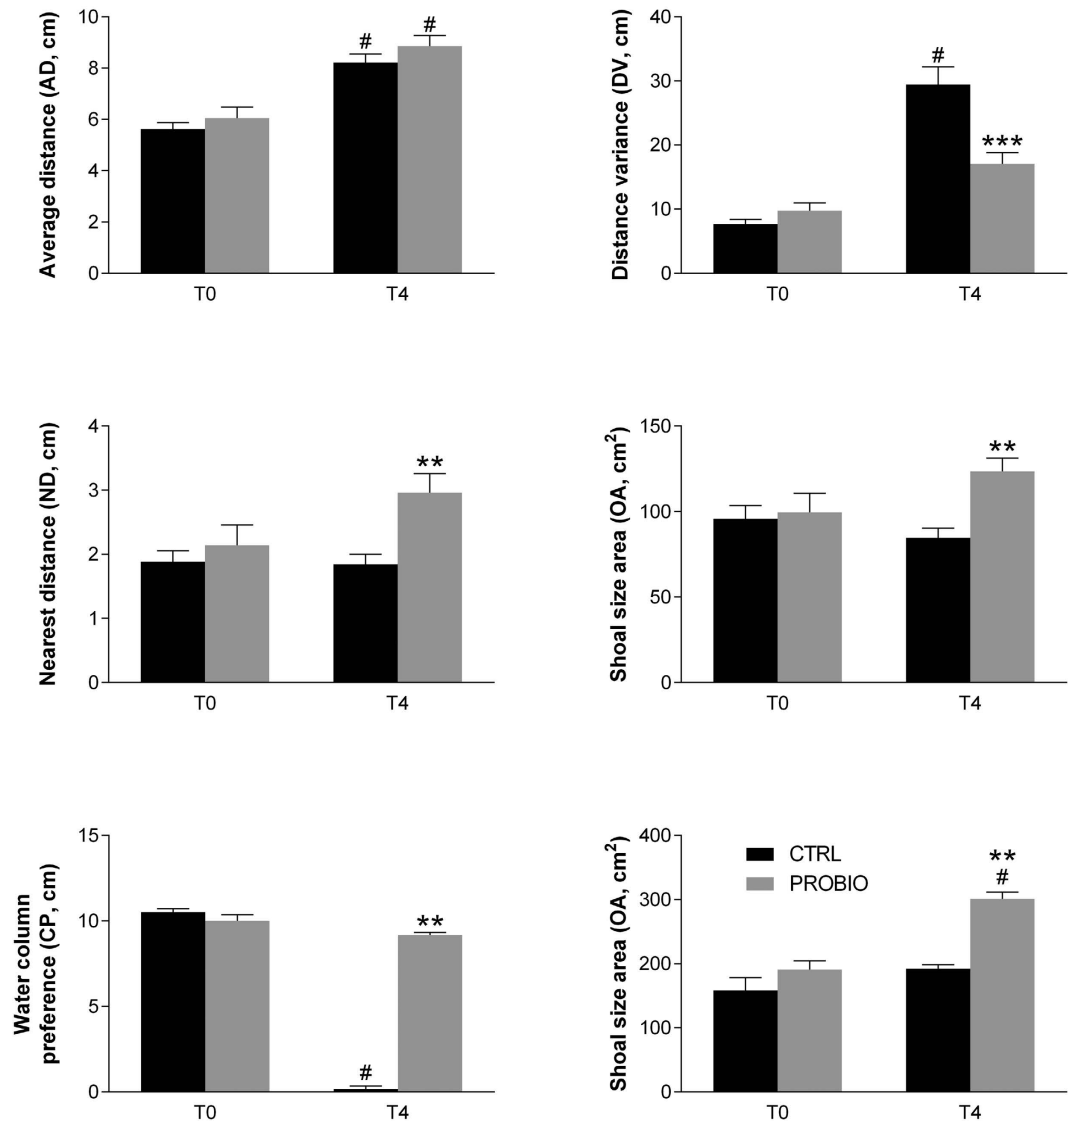 Average distance (AD, cm)
10
8
6
4
2
0
#
#
T0
T4
Distance variance (DV, cm)
40
30
20
10
0
#
***
T0
T4
Nearest distance (ND, cm)
4
3
2
1
0
**
T0
T4
Shoal size area (OA, cm²)
150
100
50
0
**
T0
T4
Water column
preference (CP, cm)
15
10
5
0
#
**
T0
T4
Shoal size area (OA, cm²)
400
300
200
100
0
CTRL
PROBIO
**
#
T0
T4